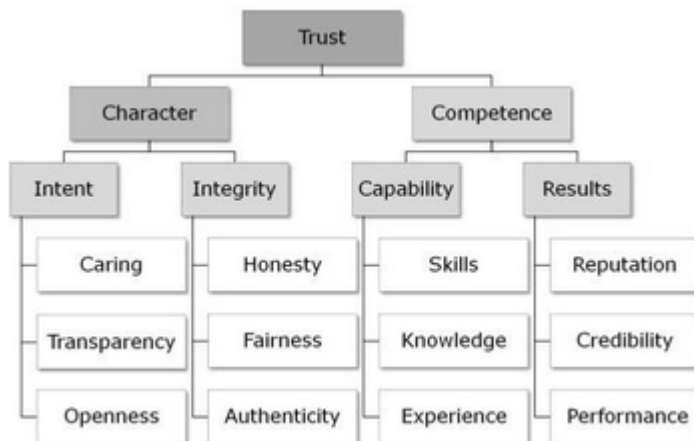 Trust
Character Competence
Intent Integrity Capability Results
Caring Honesty Skills Reputation
Transparency Fairness Knowledge Credibility
Openness Authenticity Experience Performance